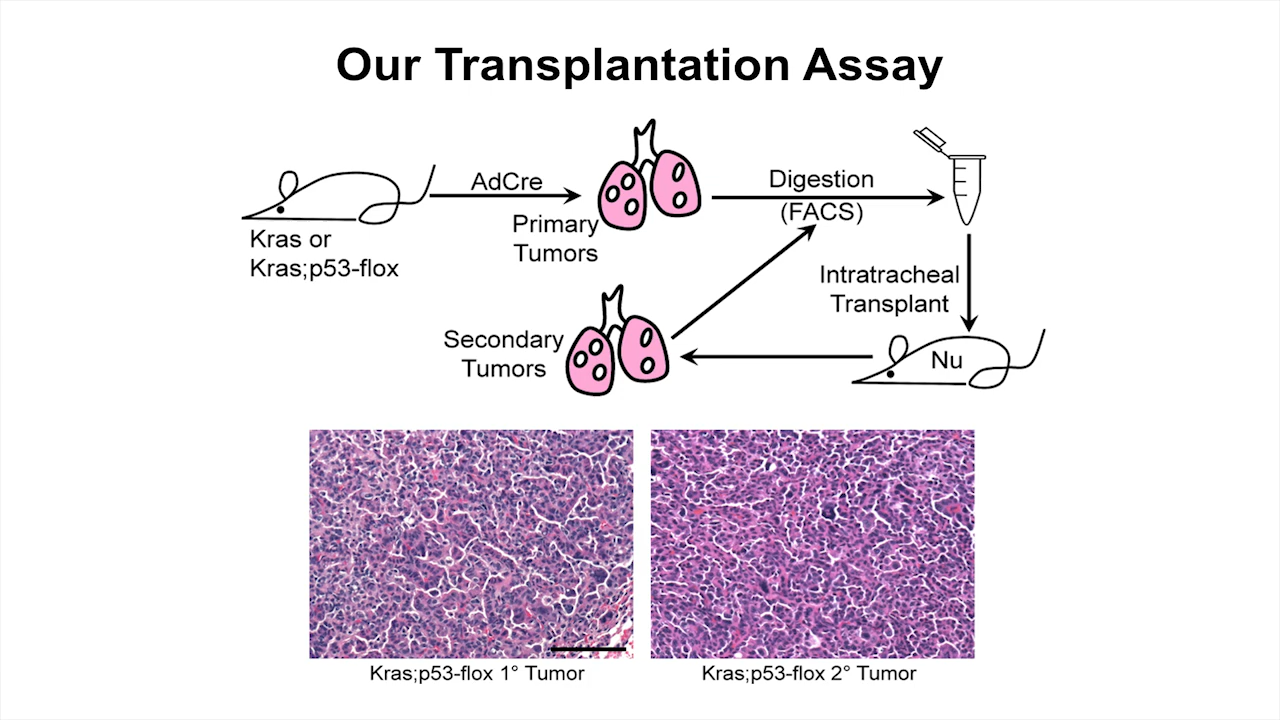 Our Transplantation Assay
AdCre
Digestion
(FACS)
Primary
Tumors
Kras or
Kras;p53-flox
Intratracheal
Transplant
Secondary
Tumors
Nu
Kras;p53-flox 1° Tumor
Kras;p53-flox 2° Tumor